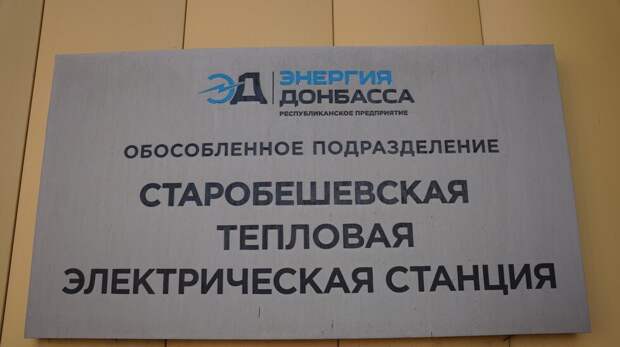 ЭД ЭНЕРГИЯ
ДОНБАССА
РЕСПУБЛИКАНСКОЕ ПРЕДПРИЯТИЕ
ОБОСОБЛЕННОЕ ПОДРАЗДЕЛЕНИЕ
СТАРОБЕШЕВСКАЯ
ТЕПЛОВАЯ
ЭЛЕКТРИЧЕСКАЯ СТАНЦИЯ